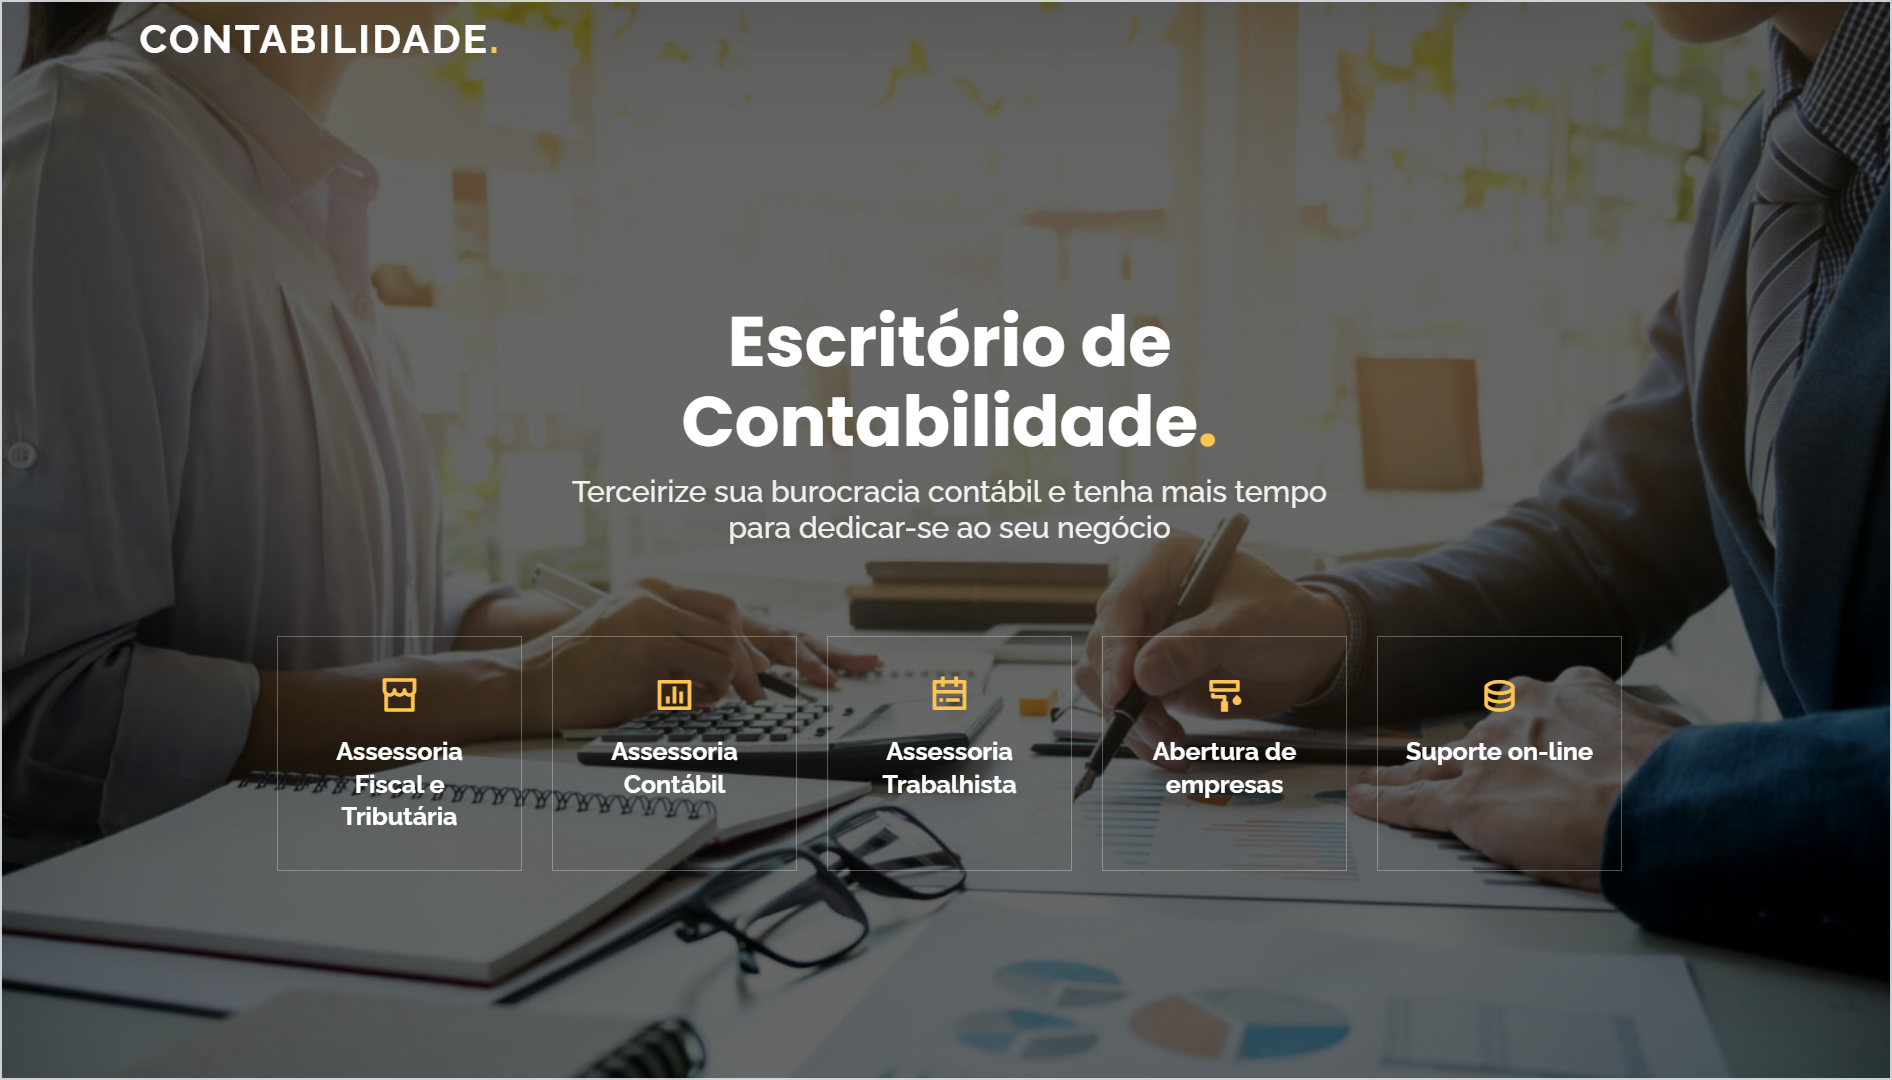 CONTABILIDADE.
Escritório de
Contabilidade.
Terceirize sua burocracia contábil e tenha mais tempo
para dedicar-se ao seu negócio
Assessoria
Fiscal e
Tributária
Assessoria
Contábil
Assessoria
Trabalhista
Abertura de
empresas
Suporte on-line